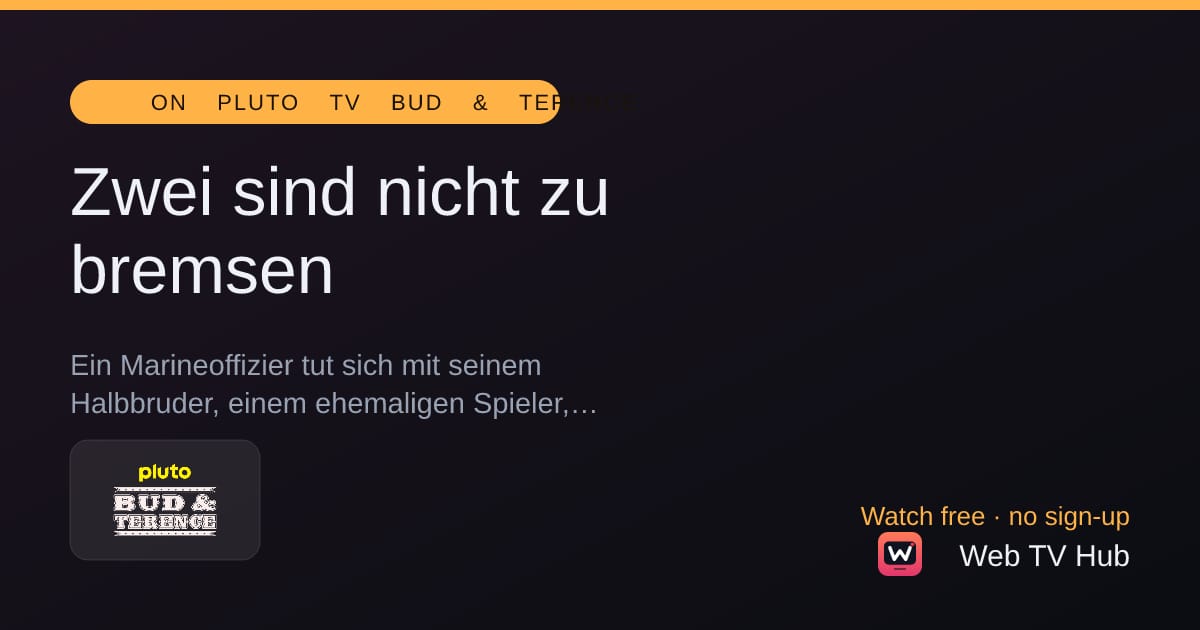 ON PLUTO TV BUD & TERENCE
Zwei sind nicht zu
bremsen
Ein Marineoffizier tut sich mit seinem
Halbbruder, einem ehemaligen Spieler,…
pluto
BUD &
TERENCE
Watch free · no sign-up
W
Web TV Hub